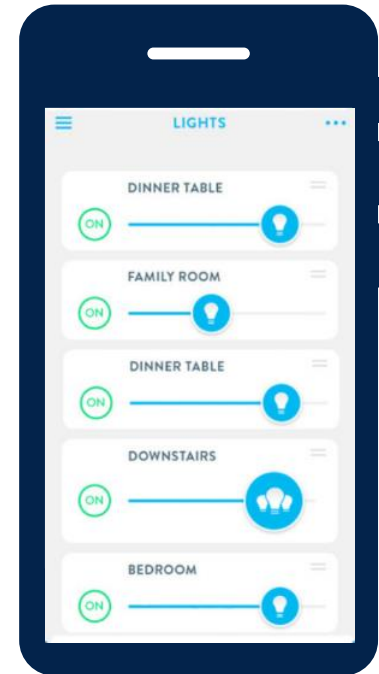 LIGHTS
DINNER TABLE
ON
FAMILY ROOM
ON
DINNER TABLE
ON
DOWNSTAIRS
ON
BEDROOM
ON